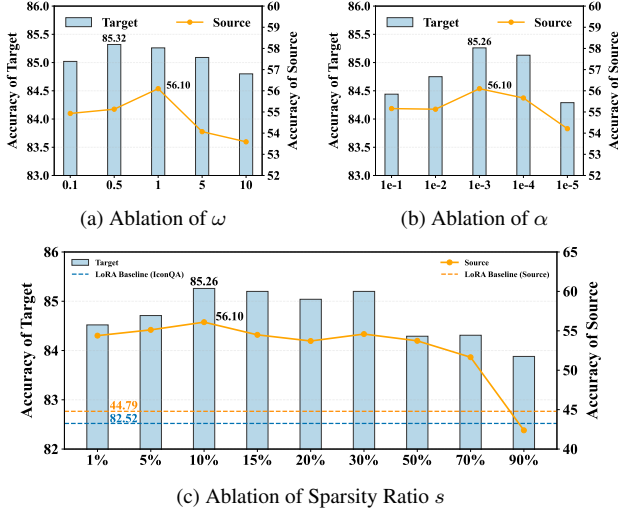 86.0
85.5
85.0
84.5
84.0
83.5
83.0
Accuracy of Target
Target
Source
85.32
56.10
60
59
58
57
56
55
54
53
52
Accuracy of Source
0.1 0.5 1 5 10
(a) Ablation of ω
86.0
85.5
85.0
84.5
84.0
83.5
83.0
Accuracy of Target
Target
Source
85.26
56.10
60
59
58
57
56
55
54
53
52
Accuracy of Source
1e-1 1e-2 1e-3 1e-4 1e-5
(b) Ablation of α
86
85
84
83
82
Accuracy of Target
Target
LoRA Baseline (IconQA)
Source
LoRA Baseline (Source)
85.26
56.10
44.79
82.52
65
60
55
50
45
40
Accuracy of Source
1% 5% 10% 15% 20% 30% 50% 70% 90%
(c) Ablation of Sparsity Ratio s